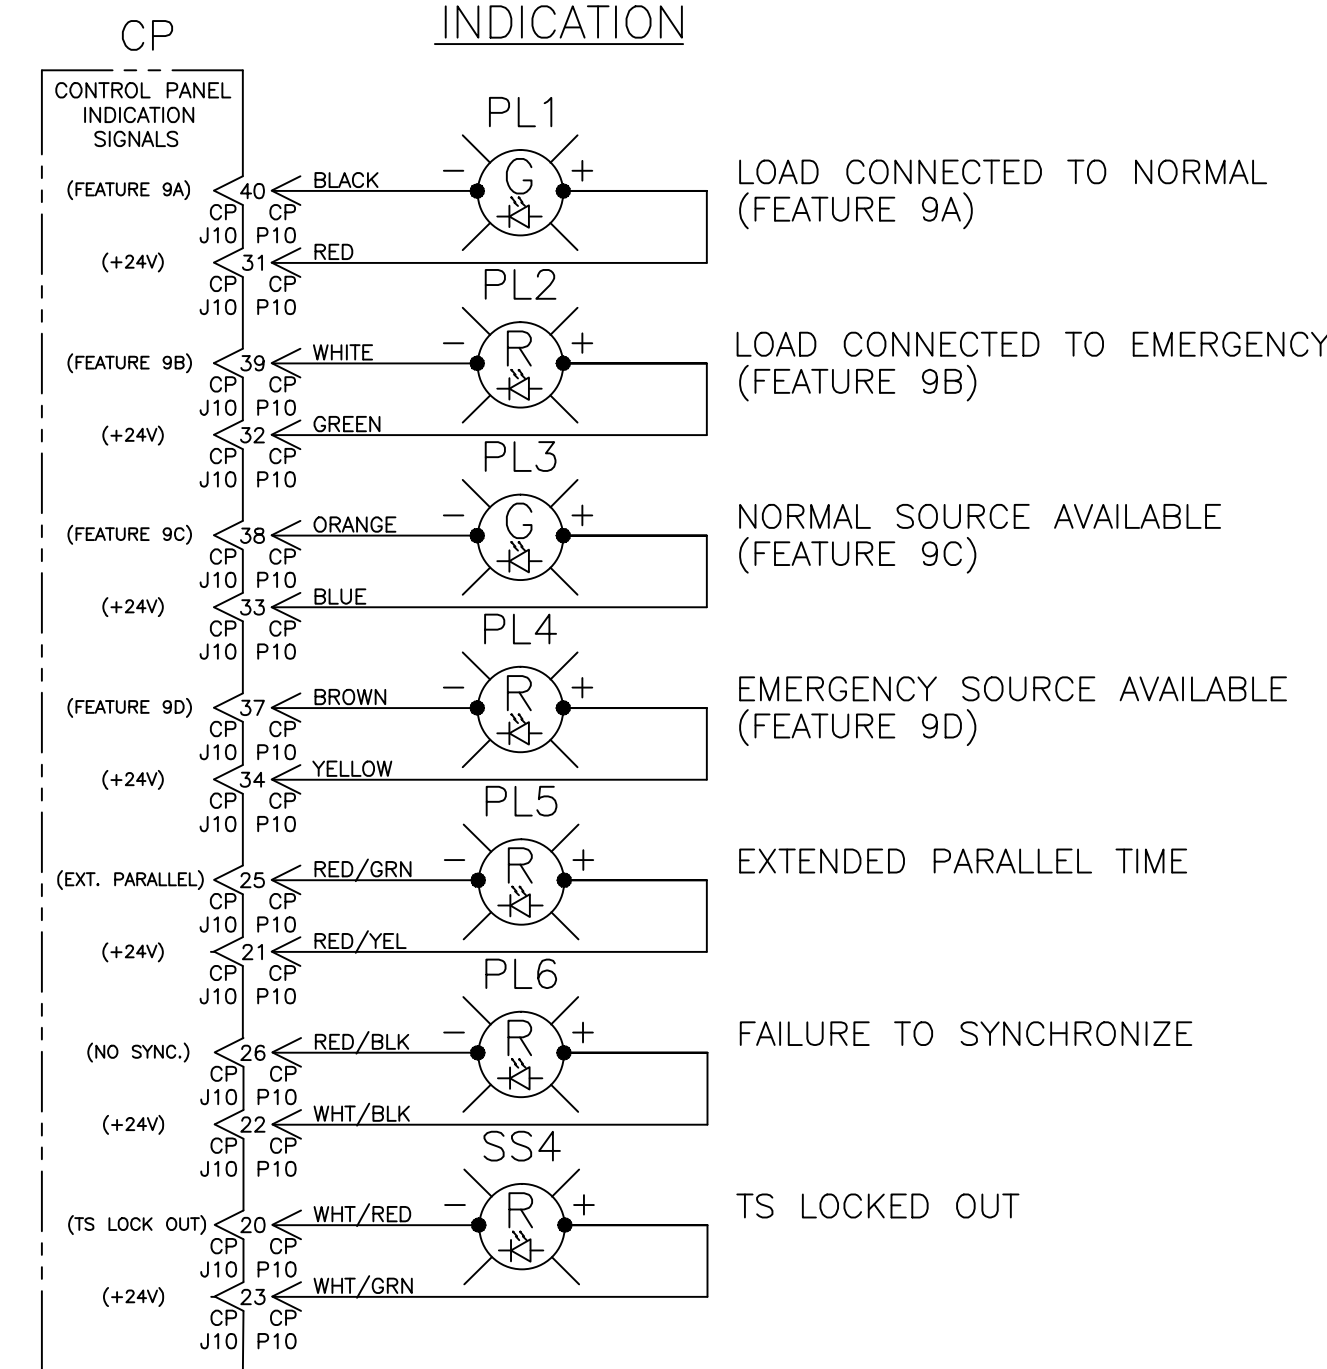 CP
INDICATION
CONTROL PANEL
INDICATION
SIGNALS
PL1
− G +
LOAD CONNECTED TO NORMAL
(FEATURE 9A)
(FEATURE 9A) 40 BLACK
CP CP
J10 P10
(+24V) 31 RED
CP CP
J10 P10
PL2
− R +
LOAD CONNECTED TO EMERGENCY
(FEATURE 9B)
(FEATURE 9B) 39 WHITE
CP CP
J10 P10
(+24V) 32 GREEN
CP CP
J10 P10
PL3
− G +
NORMAL SOURCE AVAILABLE
(FEATURE 9C)
(FEATURE 9C) 38 ORANGE
CP CP
J10 P10
(+24V) 33 BLUE
CP CP
J10 P10
PL4
− R +
EMERGENCY SOURCE AVAILABLE
(FEATURE 9D)
(FEATURE 9D) 37 BROWN
CP CP
J10 P10
(+24V) 34 YELLOW
CP CP
J10 P10
PL5
− R +
EXTENDED PARALLEL TIME
(EXT. PARALLEL) 25 RED/GRN
CP CP
J10 P10
(+24V) 21 RED/YEL
CP CP
J10 P10
PL6
− R +
FAILURE TO SYNCHRONIZE
(NO SYNC.) 26 RED/BLK
CP CP
J10 P10
(+24V) 22 WHT/BLK
CP CP
J10 P10
SS4
− R +
TS LOCKED OUT
(TS LOCK OUT) 20 WHT/RED
CP CP
J10 P10
(+24V) 23 WHT/GRN
CP CP
J10 P10